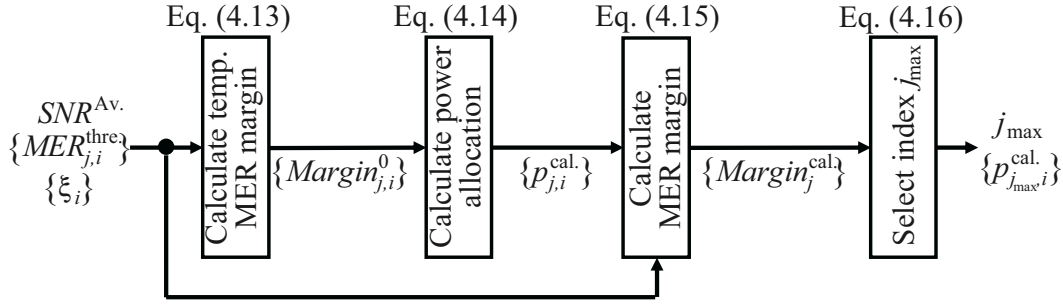 Eq. (4.13)
Eq. (4.14)
Eq. (4.15)
Eq. (4.16)
SNR^Av.
{MER_{j,i}^{thre.}}
{ξ_i}
Calculate temp.
MER margin
{Margin_{j,i}^0}
Calculate power
allocation
{p_{j,i}^{cal.}}
Calculate
MER margin
{Margin_j^{cal.}}
Select index j_max
j_max
{p_{j_max,i}^{cal.}}